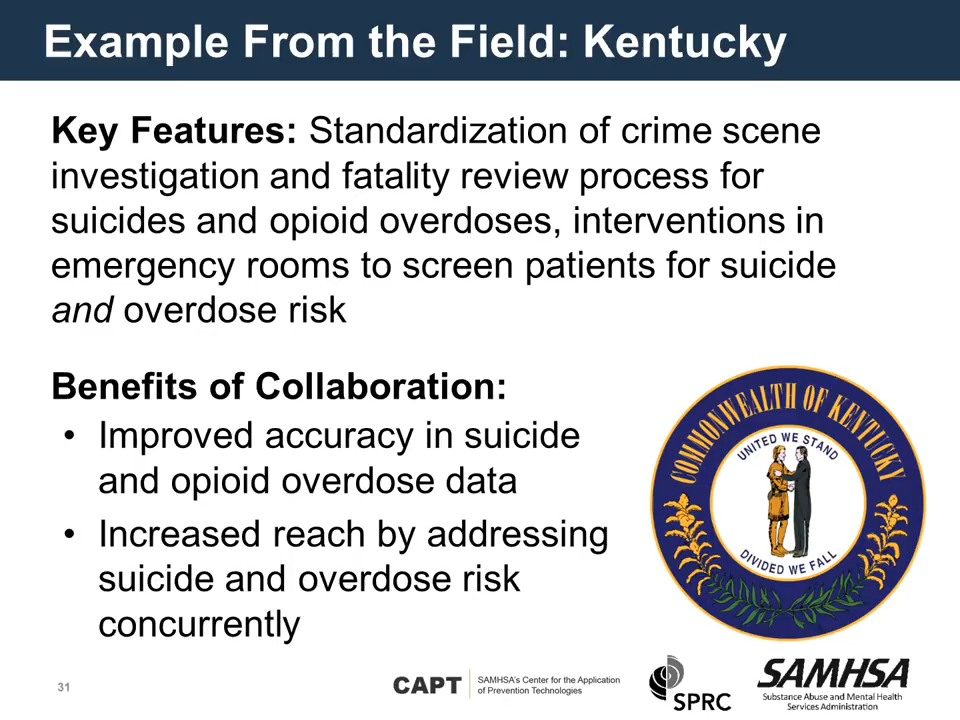 Example From the Field: Kentucky
Key Features: Standardization of crime scene
investigation and fatality review process for
suicides and opioid overdoses, interventions in
emergency rooms to screen patients for suicide
and overdose risk
Benefits of Collaboration:
• Improved accuracy in suicide
and opioid overdose data
• Increased reach by addressing
suicide and overdose risk
concurrently
COMMONWEALTH OF KENTUCKY
UNITED WE STAND
DIVIDED WE FALL
31
CAPT
SAMHSA's Center for the Application
of Prevention Technologies
SPRC
SAMHSA
Substance Abuse and Mental Health
Services Administration